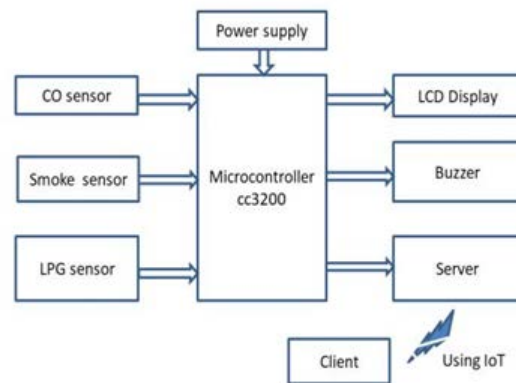 Power supply
CO sensor
LCD Display
Smoke sensor
Microcontroller
cc3200
Buzzer
LPG sensor
Server
Client
Using IoT